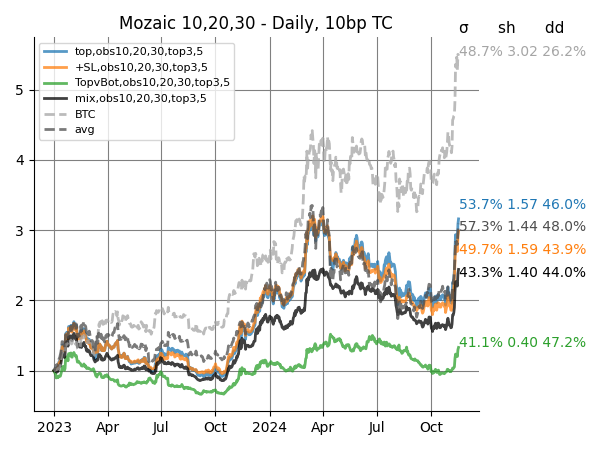 Mozaic 10,20,30 - Daily, 10bp TC
σ sh dd
top,obs10,20,30,top3,5
+SL,obs10,20,30,top3,5
TopvBot,obs10,20,30,top3,5
mix,obs10,20,30,top3,5
BTC
avg
48.7% 3.02 26.2%
53.7% 1.57 46.0%
57.3% 1.44 48.0%
49.7% 1.59 43.9%
43.3% 1.40 44.0%
41.1% 0.40 47.2%
5
4
3
2
1
2023 Apr Jul Oct 2024 Apr Jul Oct